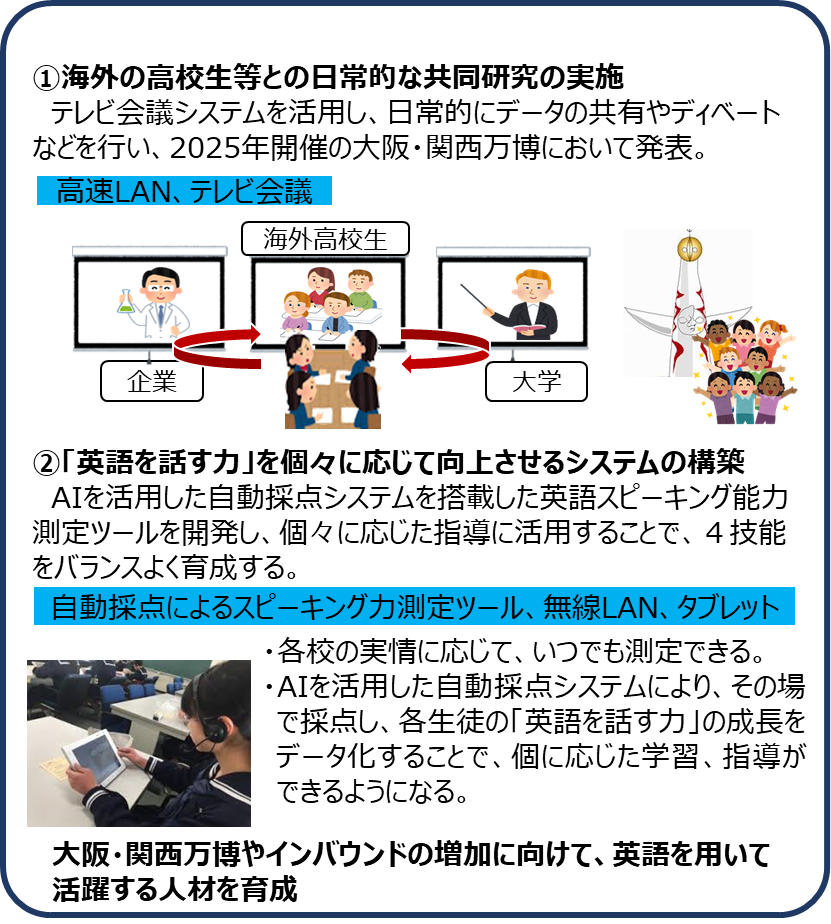 ①海外の高校生等との日常的な共同研究の実施
テレビ会議システムを活用し、日常的にデータの共有やディベート
などを行い、2025年開催の大阪・関西万博において発表。
高速LAN、テレビ会議
海外高校生
企業
大学
②「英語を話す力」を個々に応じて向上させるシステムの構築
AIを活用した自動採点システムを搭載した英語スピーキング能力
測定ツールを開発し、個々に応じた指導に活用することで、４技能
をバランスよく育成する。
自動採点によるスピーキング力測定ツール、無線LAN、タブレット
・各校の実情に応じて、いつでも測定できる。
・AIを活用した自動採点システムにより、その場
で採点し、各生徒の「英語を話す力」の成長を
データ化することで、個に応じた学習、指導が
できるようになる。
大阪・関西万博やインバウンドの増加に向けて、英語を用いて
活躍する人材を育成